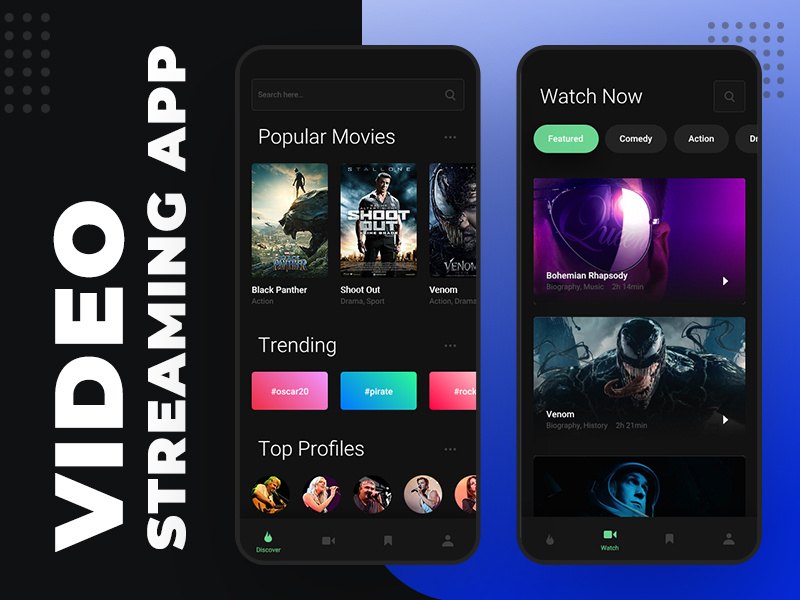 VIDEO
STREAMING APP
Search here...
Popular Movies
STALLONE
SHOOT
OUT
BLACK
PANTHER
VENOM
Black Panther
Action
Shoot Out
Drama, Sport
Venom
Action, Drama
Trending
#oscar20
#pirate
#rock
Top Profiles
Discover
Watch Now
Featured
Comedy
Action
Dr
Bohemian Rhapsody
Biography, Music 2h 14min
Venom
Biography, History 2h 21min
Watch